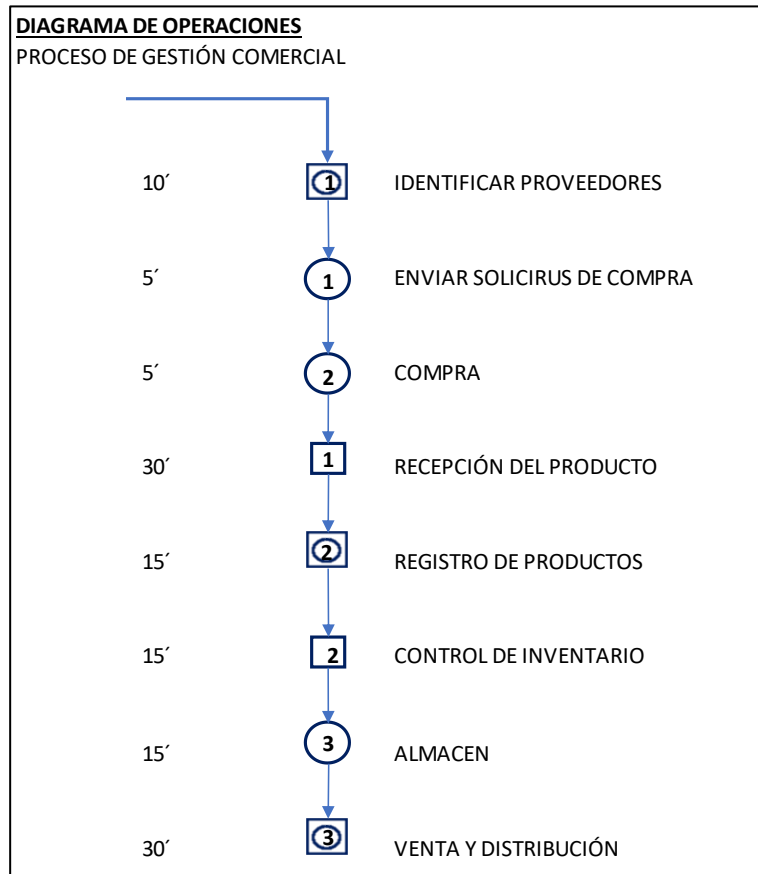 DIAGRAMA DE OPERACIONES
PROCESO DE GESTIÓN COMERCIAL
10´ 1 IDENTIFICAR PROVEEDORES
5´ 1 ENVIAR SOLICIRUS DE COMPRA
5´ 2 COMPRA
30´ 1 RECEPCIÓN DEL PRODUCTO
15´ 2 REGISTRO DE PRODUCTOS
15´ 2 CONTROL DE INVENTARIO
15´ 3 ALMACEN
30´ 3 VENTA Y DISTRIBUCIÓN